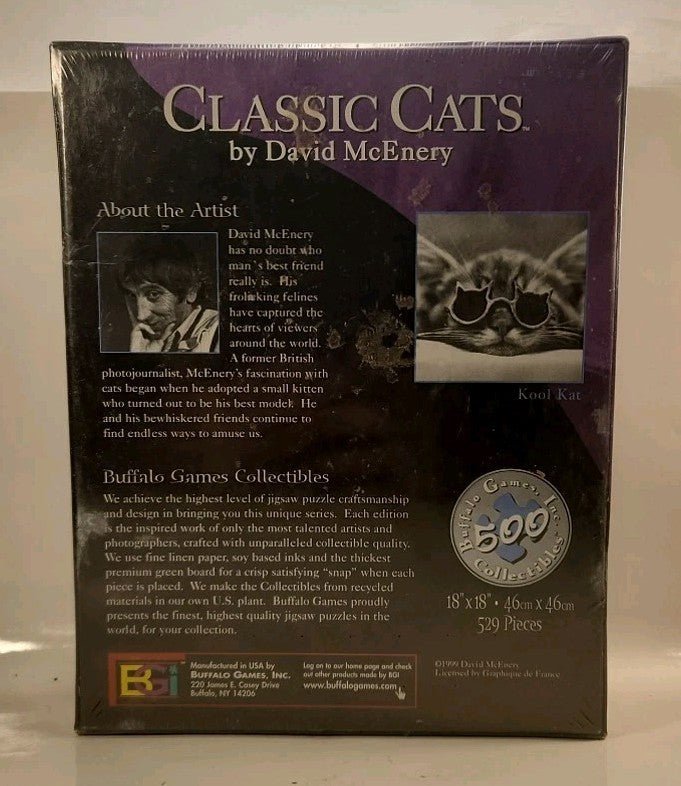 CLASSIC CATS™
by David McEnery
About the Artist
David McEnery
has no doubt who
man's best friend
really is. His
frolicking felines
have captured the
hearts of viewers
around the world.
A former British
photojournalist, McEnery's fascination with
cats began when he adopted a small kitten
who turned out to be his best model. He
and his bewhiskered friends continue to
find endless ways to amuse us.
Kool Kat
Buffalo Games Collectibles
We achieve the highest level of jigsaw puzzle craftsmanship
and design in bringing you this unique series. Each edition
is the inspired work of only the most talented artists and
photographers, crafted with unparalleled collectible quality.
We use fine linen paper, soy based inks and the thickest
premium green board for a crisp satisfying "snap" when each
piece is placed. We make the Collectibles from recycled
materials in our own U.S. plant. Buffalo Games proudly
presents the finest, highest quality jigsaw puzzles in the
world, for your collection.
Buffalo Games, Inc.
500
Collectibles
18"x18" • 46cm x 46cm
529 Pieces
BGi
Manufactured in USA by
BUFFALO GAMES, INC.
220 James E. Casey Drive
Buffalo, NY 14206
Log on to our home page and check
out other products made by BGI
www.buffalogames.com
©1999 David McEnery
Licensed by Graphique de France